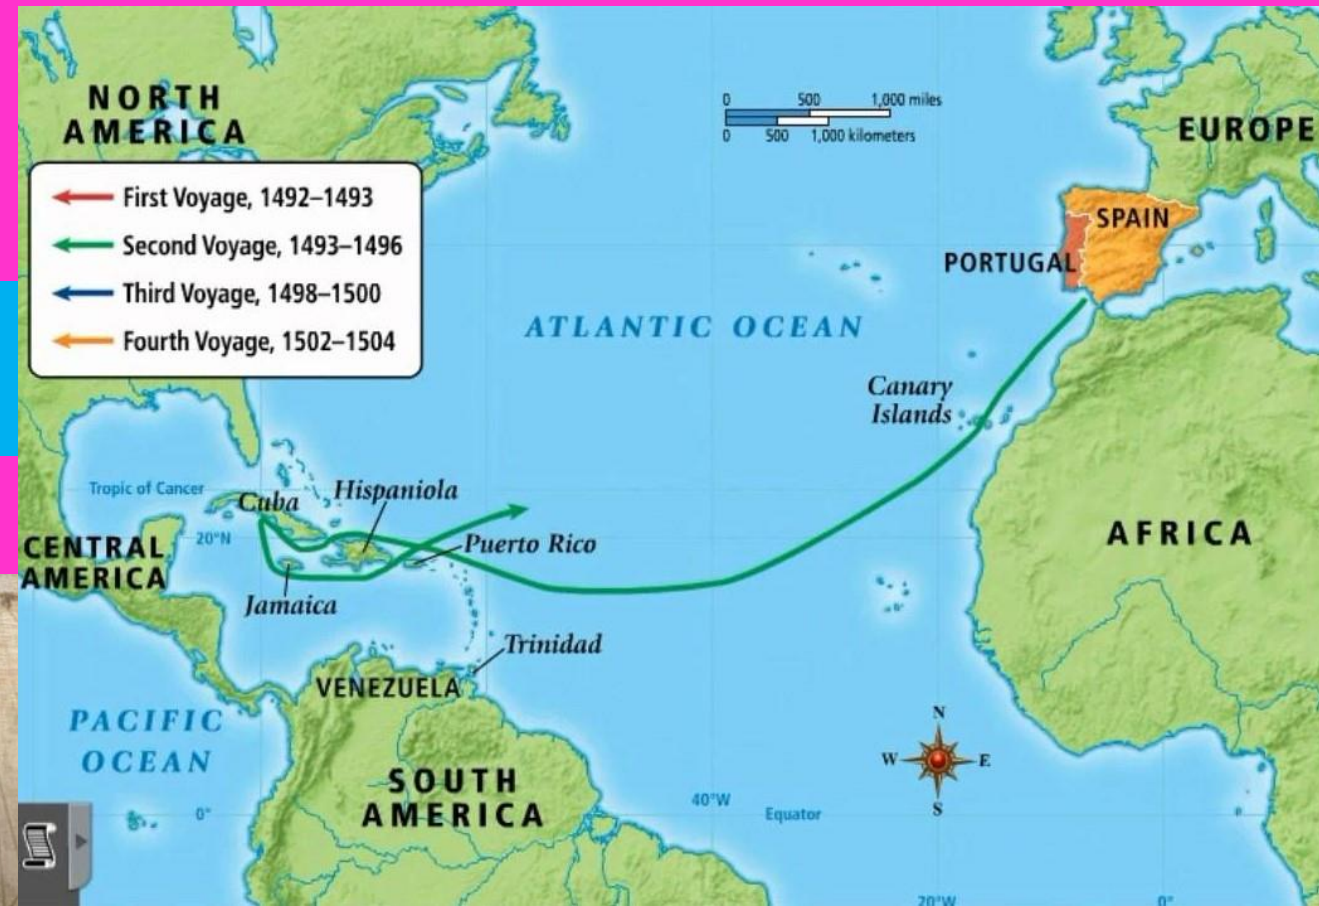 NORTH
AMERICA
0 500 1,000 miles
0 500 1,000 kilometers
EUROPE
First Voyage, 1492–1493
Second Voyage, 1493–1496
Third Voyage, 1498–1500
Fourth Voyage, 1502–1504
SPAIN
PORTUGAL
ATLANTIC OCEAN
Canary
Islands
Tropic of Cancer
Cuba
Hispaniola
20°N
Puerto Rico
CENTRAL
AMERICA
AFRICA
Jamaica
Trinidad
VENEZUELA
PACIFIC
OCEAN
N
W E
S
SOUTH
AMERICA
40°W
0°
Equator
20°W
0°